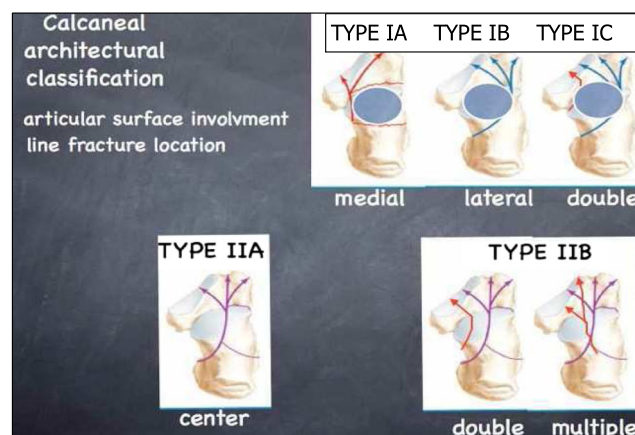 Calcaneal
architectural
classification
articular surface involvment
line fracture location
TYPE IA TYPE IB TYPE IC
medial lateral double
TYPE IIA
center
TYPE IIB
double multiple